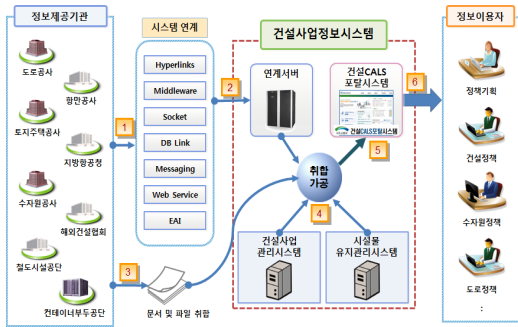 정보제공기관
도로공사
항만공사
토지주택공사
지방항공청
수자원공사
해외건설협회
철도시설공단
컨테이너부두공단
1
시스템 연계
Hyperlinks
Middleware
Socket
DB Link
Messaging
Web Service
EAI
2
3
문서 및 파일 취합
건설사업정보시스템
연계서버
건설CALS
포탈시스템
건설CALS포탈시스템
취합
가공
4
5
건설사업
관리시스템
시설물
유지관리시스템
6
정보이용자
정책기획
건설정책
수자원정책
도로정책
: